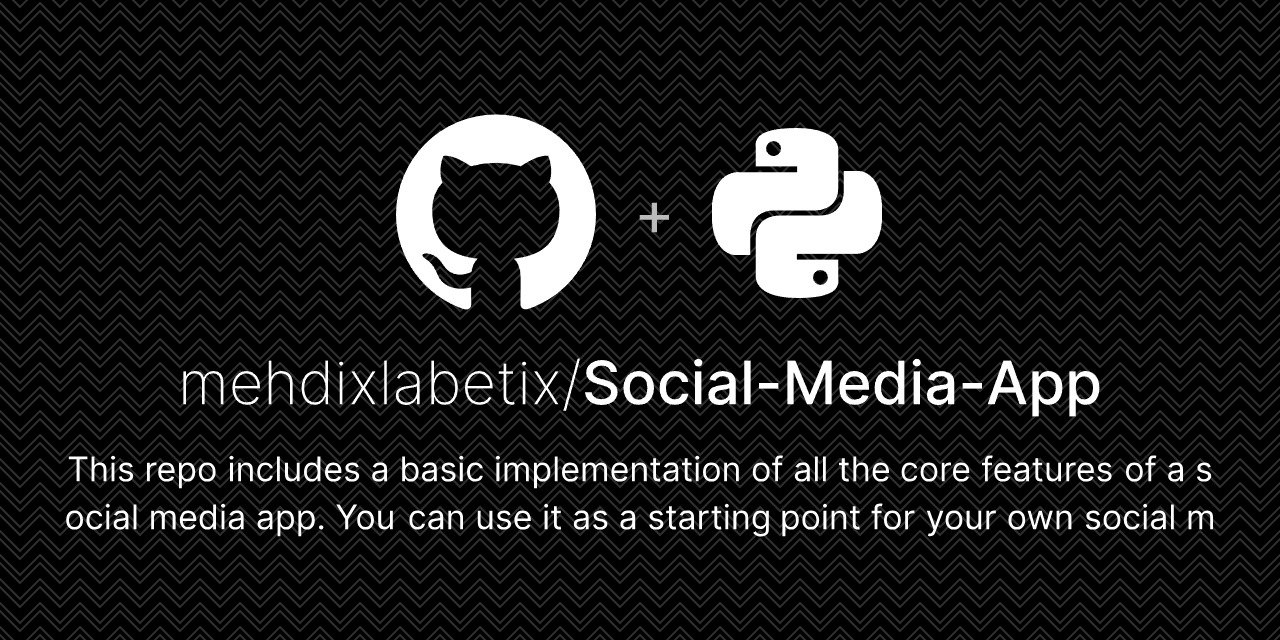 +
mehdixlabetix/Social-Media-App
This repo includes a basic implementation of all the core features of a s
ocial media app. You can use it as a starting point for your own social m